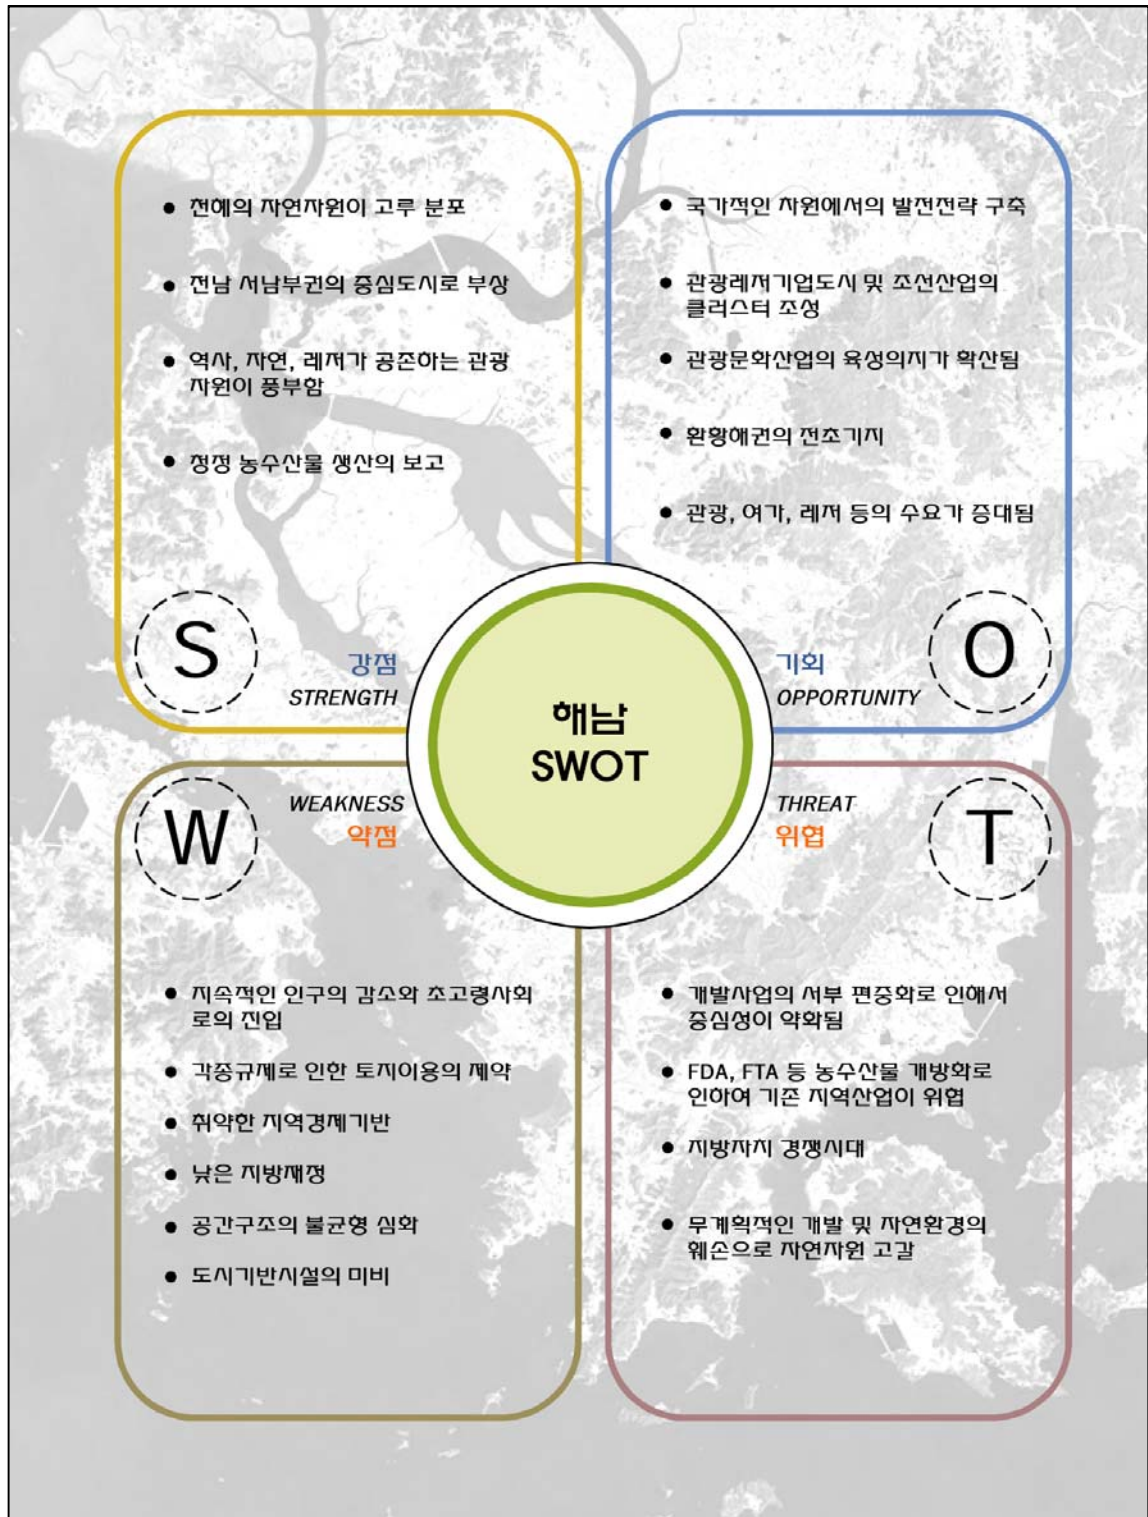 천혜의 자연자원이 고루 분포
전남 서남부권의 중심도시로 부상
역사, 자연, 레저가 공존하는 관광
자원이 풍부함
청정 농수산물 생산의 보고
S
강점
STRENGTH
국가적인 차원에서의 발전전략 구축
관광레저기업도시 및 조선산업의
클러스터 조성
관광문화산업의 육성의지가 확산됨
환황해권의 전초기지
관광, 여가, 레저 등의 수요가 증대됨
기회
OPPORTUNITY
O
해남
SWOT
W
WEAKNESS
약점
지속적인 인구의 감소와 초고령사회
로의 진입
각종규제로 인한 토지이용의 제약
취약한 지역경제기반
낮은 지방재정
공간구조의 불균형 심화
도시기반시설의 미비
THREAT
위협
T
개발사업의 서부 편중화로 인해서
중심성이 약화됨
FDA, FTA 등 농수산물 개방화로
인하여 기존 지역산업이 위협
지방자치 경쟁시대
무계획적인 개발 및 자연환경의
훼손으로 자연자원 고갈